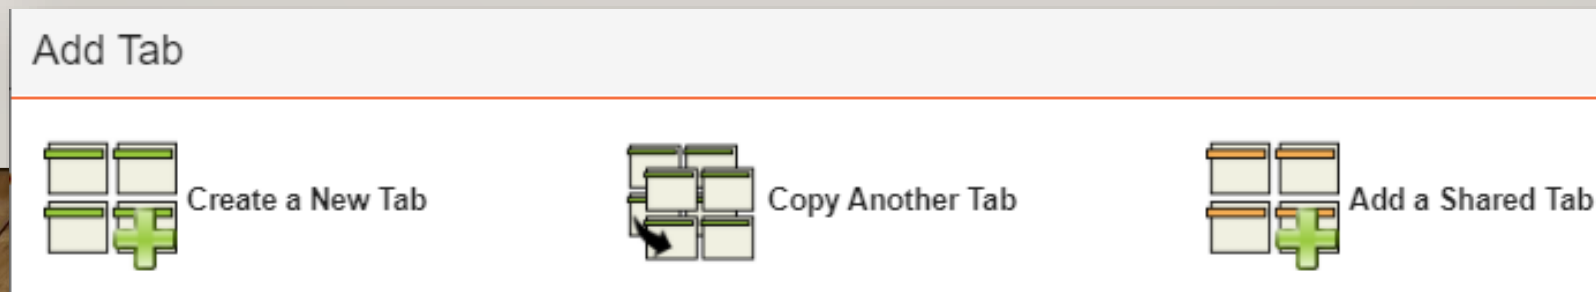 Add Tab
Create a New Tab
Copy Another Tab
Add a Shared Tab